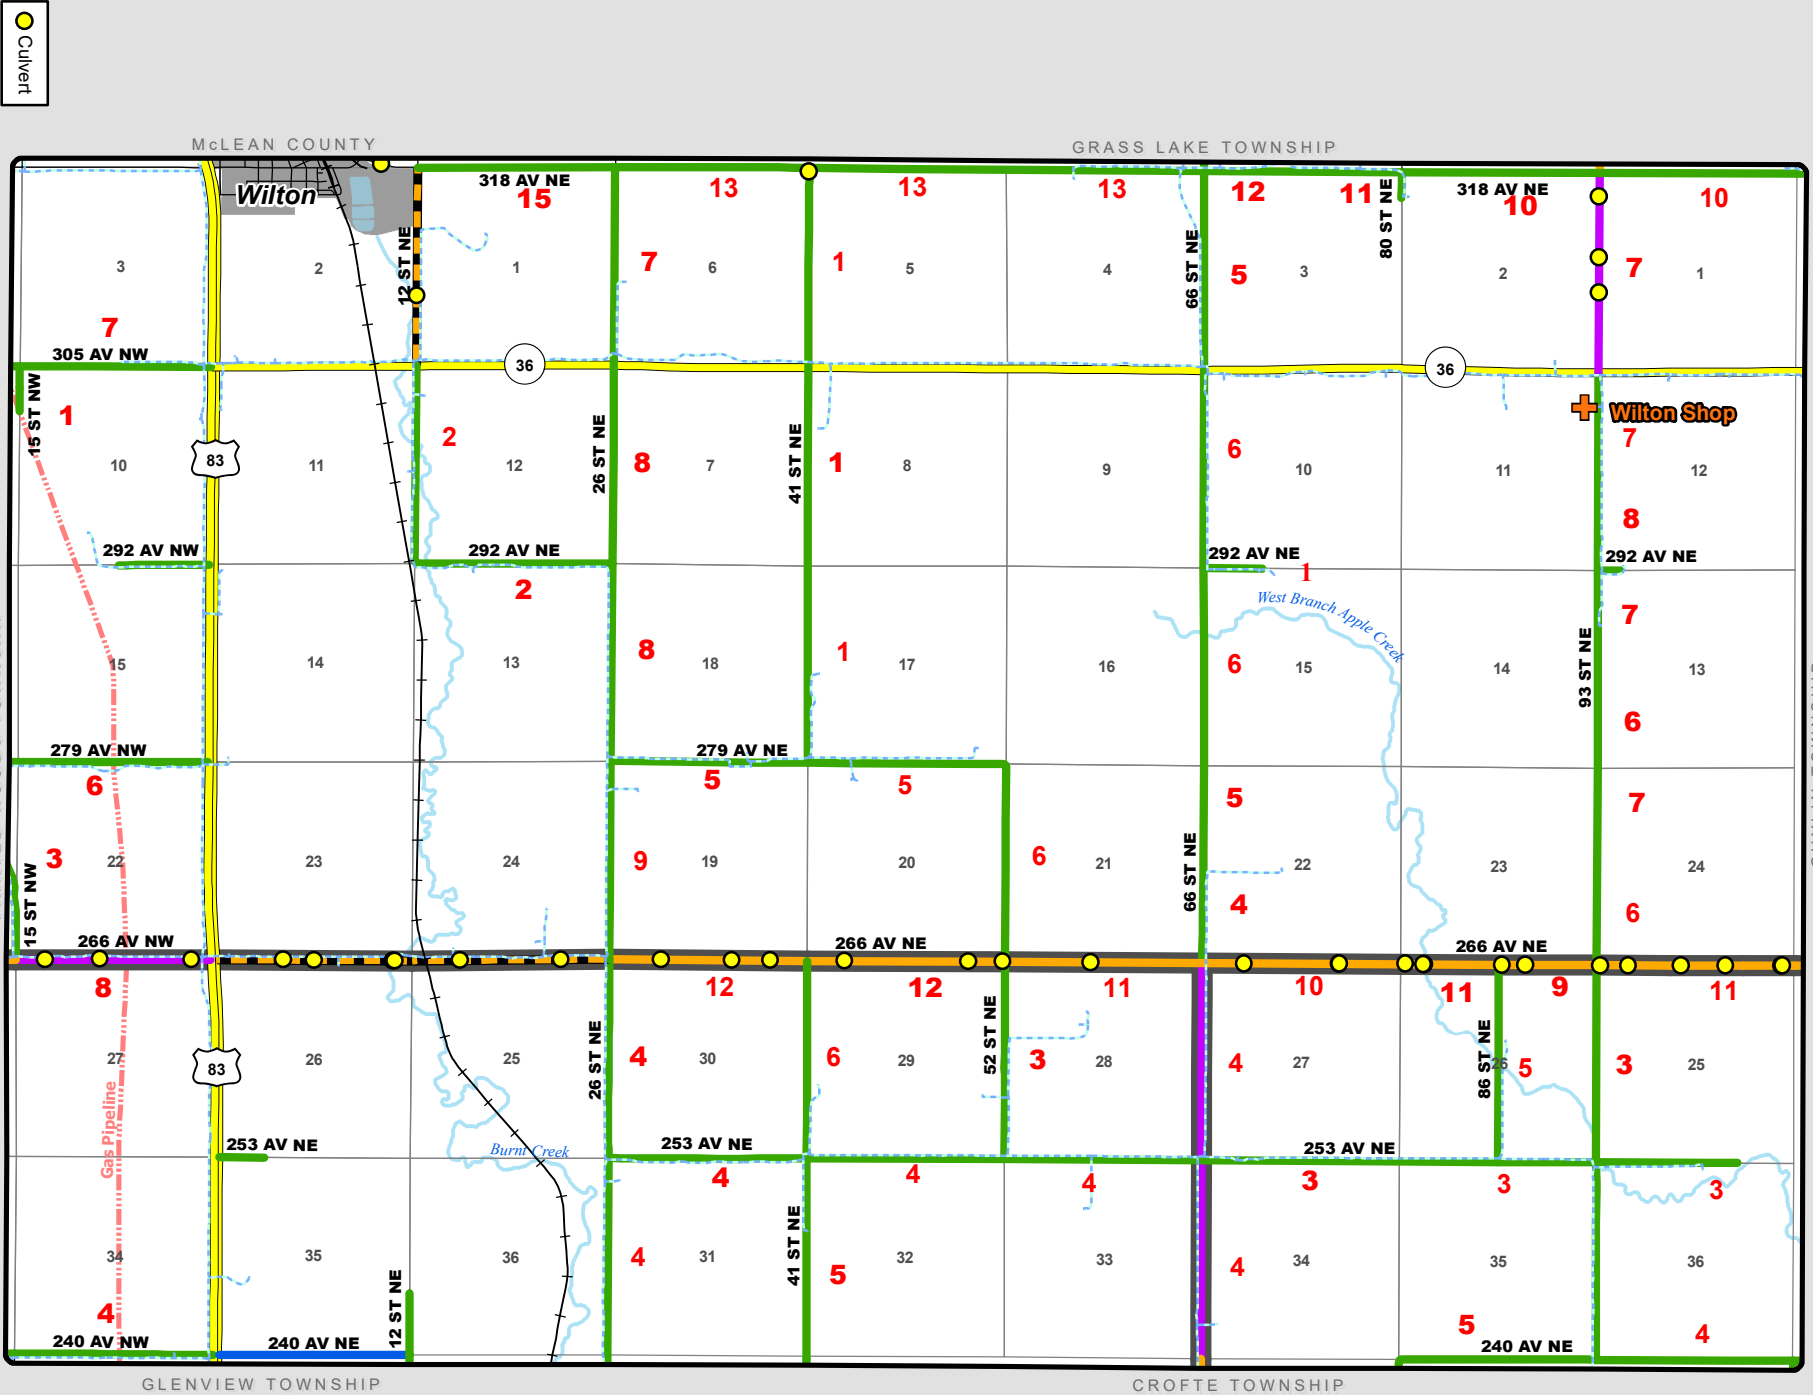 Culvert
McLEAN COUNTY
GRASS LAKE TOWNSHIP
Wilton
318 AV NE
15
13
13
13
12
11
80 ST NE
318 AV NE
10
10
12 ST NE
66 ST NE
3
2
1
7
6
1
5
4
5
3
2
7
1
7
305 AV NW
36
36
15 ST NW
1
Wilton Shop
83
10
11
2
12
26 ST NE
8
7
41 ST NE
1
8
9
6
10
11
7
12
8
292 AV NW
292 AV NE
292 AV NE
292 AV NE
2
1
West Branch Apple Creek
7
15
14
13
8
18
1
17
16
6
15
14
93 ST NE
13
6
279 AV NW
279 AV NE
6
5
5
5
7
3
22
23
24
9
19
20
6
21
66 ST NE
22
23
24
15 ST NW
4
6
266 AV NW
266 AV NE
266 AV NE
8
12
12
11
10
11
9
11
27
83
26
25
26 ST NE
4
30
6
29
52 ST NE
3
28
4
27
86 ST NE
26
5
3
25
Gas Pipeline
253 AV NE
Burnt Creek
253 AV NE
253 AV NE
4
4
4
3
3
3
34
35
36
4
31
41 ST NE
5
32
33
4
34
35
36
4
12 ST NE
5
4
240 AV NW
240 AV NE
240 AV NE
GLENVIEW TOWNSHIP
CROFTE TOWNSHIP